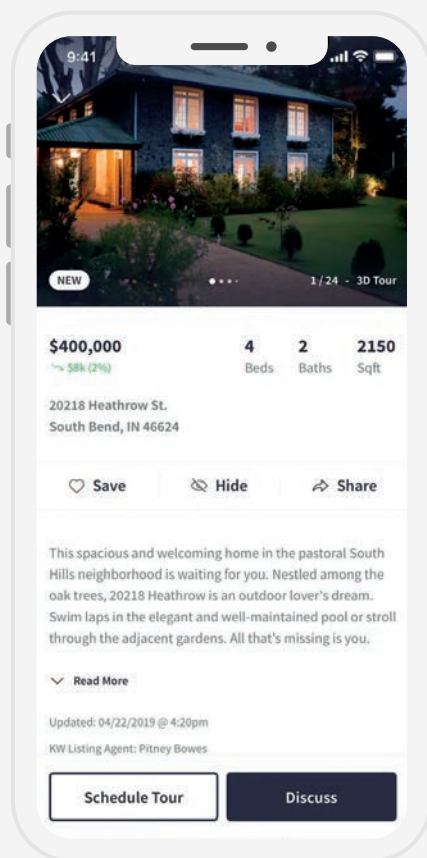 9:41
NEW
1/24 - 3D Tour
$400,000
4
2
2150
$8k (2%)
Beds
Baths
Sqft
20218 Heathrow St.
South Bend, IN 46624
Save
Hide
Share
This spacious and welcoming home in the pastoral South
Hills neighborhood is waiting for you. Nestled among the
oak trees, 20218 Heathrow is an outdoor lover's dream.
Swim laps in the elegant and well-maintained pool or stroll
through the adjacent gardens. All that's missing is you.
Read More
Updated: 04/22/2019 @ 4:20pm
KW Listing Agent: Pitney Bowes
Schedule Tour
Discuss